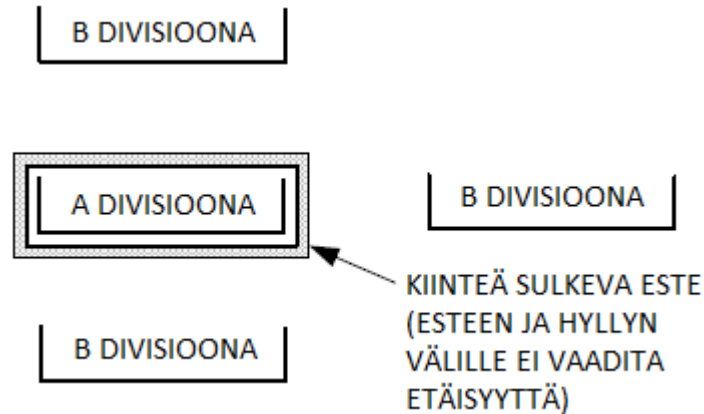 B DIVISIOONA
A DIVISIOONA
B DIVISIOONA
KIINTEÄ SULKEVA ESTE
(ESTEEN JA HYLLYN
VÄLILLE EI VAADITA
ETÄISYYTTÄ)
B DIVISIOONA